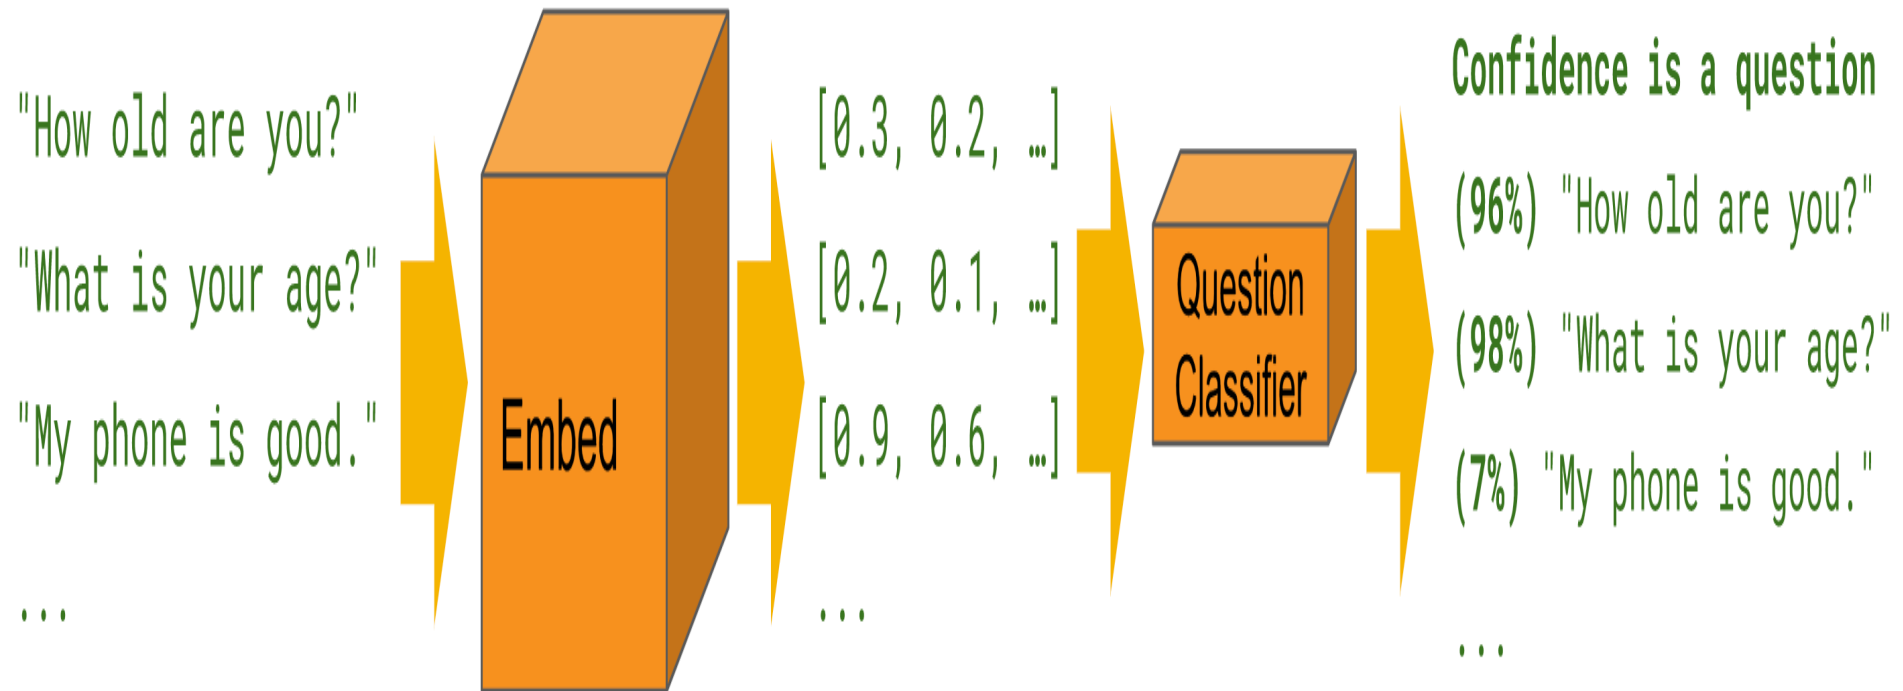 "How old are you?"
"What is your age?"
"My phone is good."
...
Embed
[0.3, 0.2, …]
[0.2, 0.1, …]
[0.9, 0.6, …]
...
Question
Classifier
Confidence is a question
(96%) "How old are you?"
(98%) "What is your age?"
(7%) "My phone is good."
...